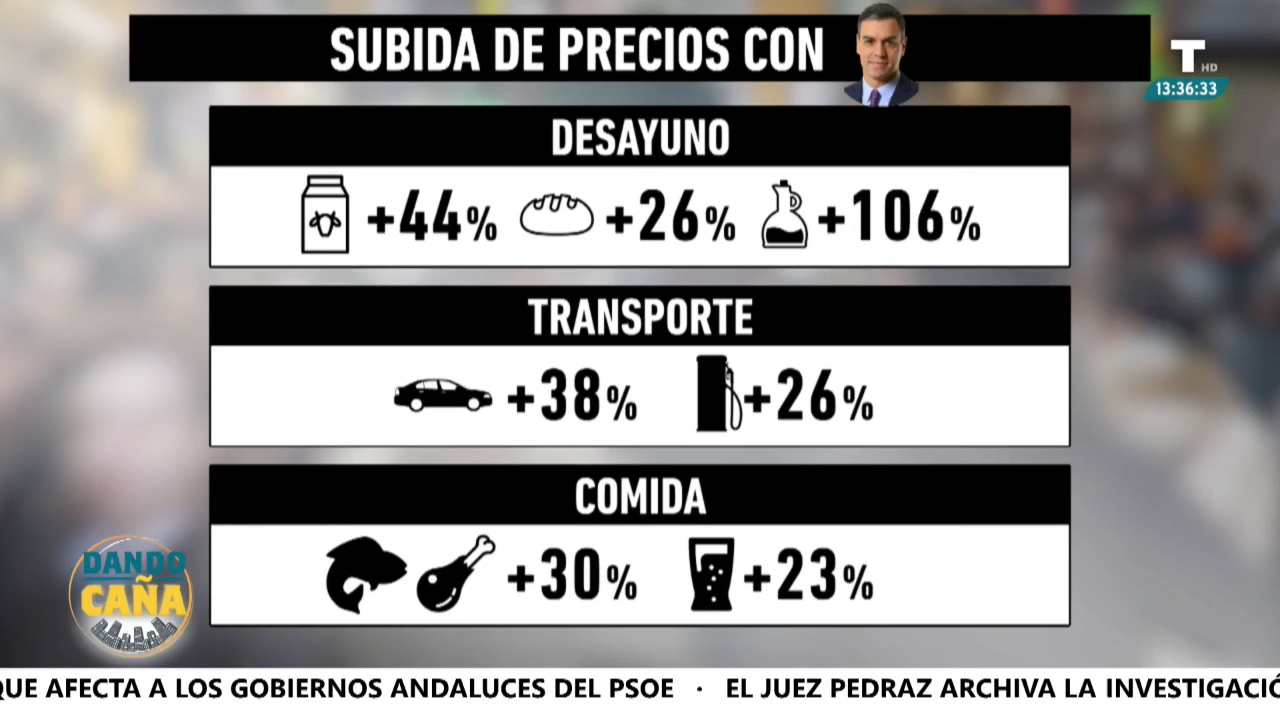 SUBIDA DE PRECIOS CON
T HD
13:36:33
DESAYUNO
+44% +26% +106%
TRANSPORTE
+38% +26%
COMIDA
+30% +23%
DANDO
CAÑA
QUE AFECTA A LOS GOBIERNOS ANDALUCES DEL PSOE · EL JUEZ PEDRAZ ARCHIVA LA INVESTIGACIÓ